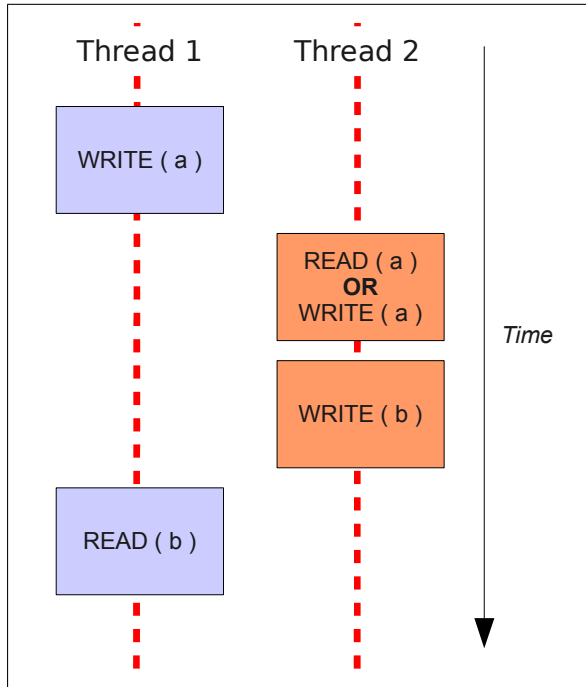 Thread 1
Thread 2
WRITE ( a )
READ ( a )
OR
WRITE ( a )
Time
WRITE ( b )
READ ( b )